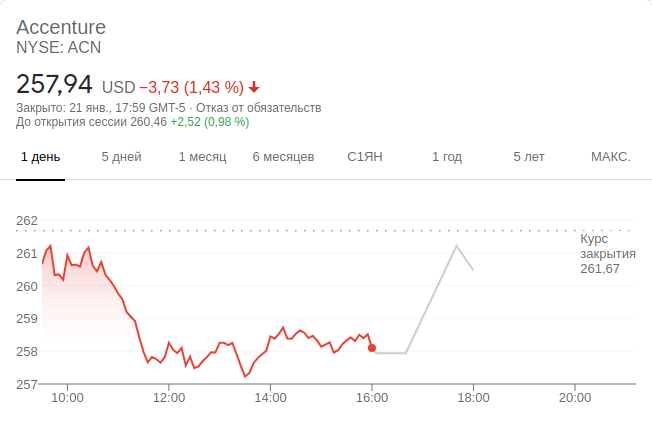 Accenture
NYSE: ACN
257,94 USD −3,73 (1,43 %)
Закрыто: 21 янв., 17:59 GMT-5 · Отказ от обязательств
До открытия сессии 260,46 +2,52 (0,98 %)
1 день 5 дней 1 месяц 6 месяцев С1ЯН 1 год 5 лет МАКС.
262
261
260
259
258
257
Курс
закрытия
261,67
10:00 12:00 14:00 16:00 18:00 20:00